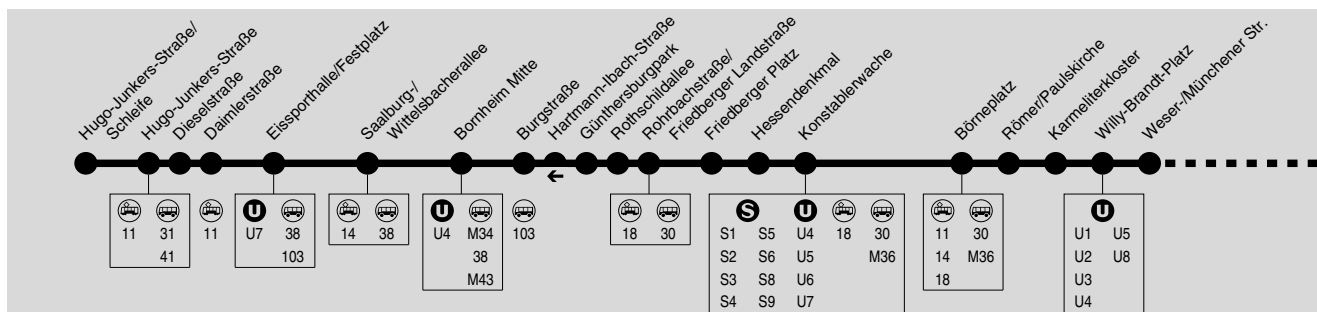 Hugo-Junkers-Straße/
Schleife
Hugo-Junkers-Straße
Dieselstraße
Daimlerstraße
Eissporthalle/Festplatz
Saalburg-/
Wittelsbacherallee
Bornheim Mitte
Burgstraße
Hartmann-Ibach-Straße
Günthersburgpark
Rothschildallee
Rohrbachstraße/
Friedberger Landstraße
Friedberger Platz
Hessendenkmal
Konstablerwache
Börneplatz
Römer/Paulskirche
Karmeliterkloster
Willy-Brandt-Platz
Weser-/Münchener Str.
11 31
41
11
U
U7 38
103
14 38
U
U4 M34
38
M43
103
18 30
S U
S1 S5 U4 18 30
S2 S6 U5 M36
S3 S8 U6
S4 S9 U7
11 30
14 M36
18
U
U1 U5
U2 U8
U3
U4